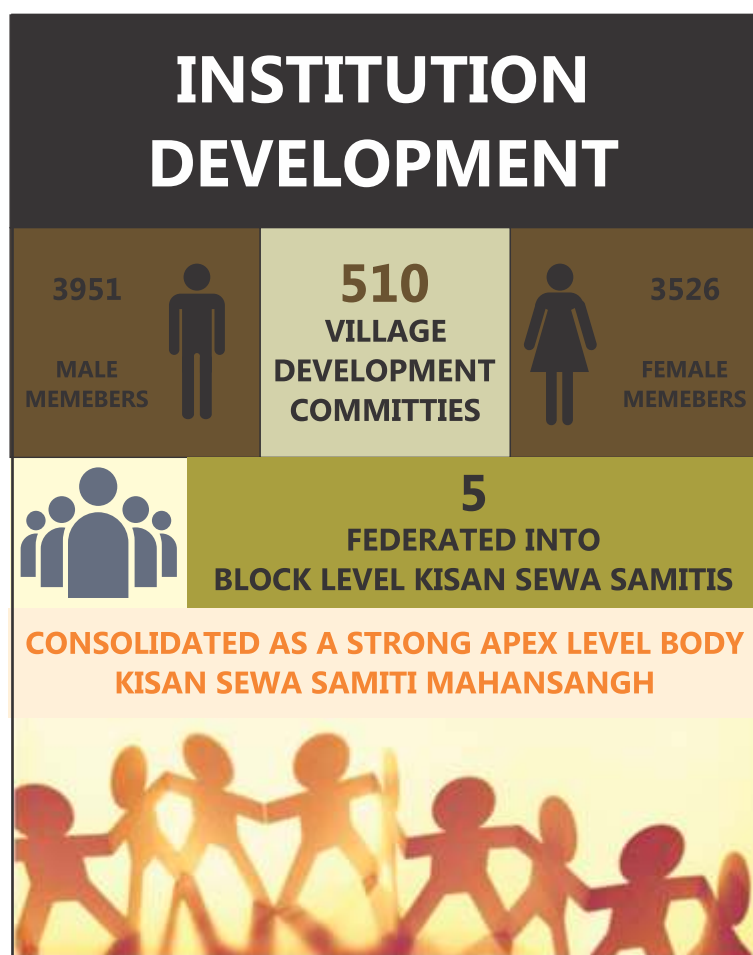 INSTITUTION
DEVELOPMENT
3951
MALE
MEMEBERS
510
VILLAGE
DEVELOPMENT
COMMITTIES
3526
FEMALE
MEMEBERS
5
FEDERATED INTO
BLOCK LEVEL KISAN SEWA SAMITIS
CONSOLIDATED AS A STRONG APEX LEVEL BODY
KISAN SEWA SAMITI MAHANSANGH